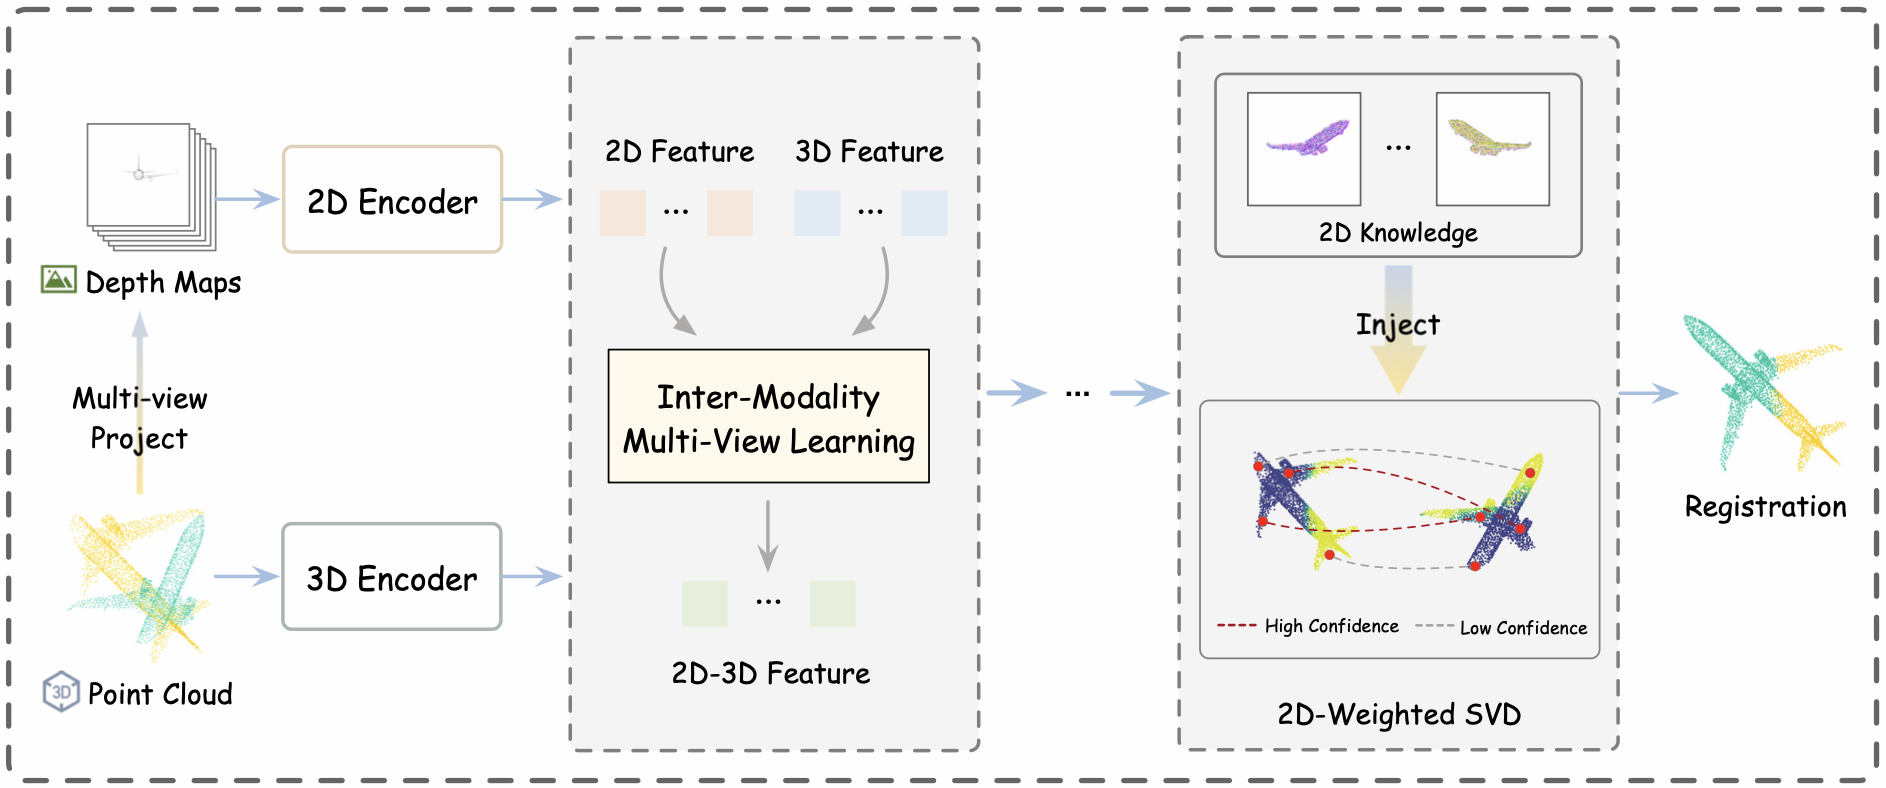 Depth Maps
Multi-view
Project
3D
Point Cloud
2D Encoder
3D Encoder
2D Feature
3D Feature
...
...
Inter-Modality
Multi-View Learning
...
2D-3D Feature
...
...
2D Knowledge
Inject
High Confidence
Low Confidence
2D-Weighted SVD
Registration